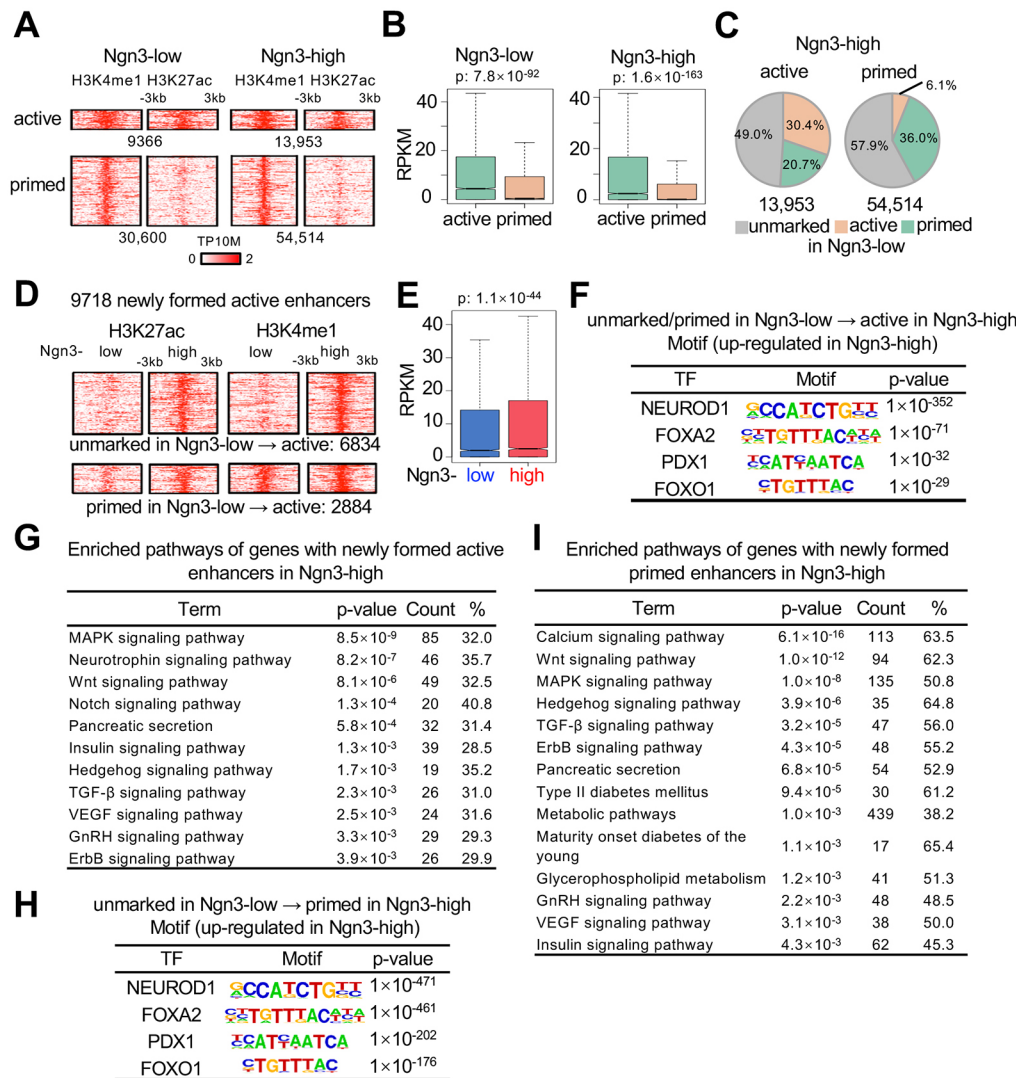 A
Ngn3-low Ngn3-high
H3K4me1 H3K27ac H3K4me1 H3K27ac
-3kb 3kb -3kb 3kb
active
9366 13,953
primed
30,600 54,514
TP10M
0 2
B
Ngn3-low
p: 7.8×10-92
Ngn3-high
p: 1.6×10-163
RPKM
40
20
0
active primed
40
20
0
active primed
C
Ngn3-high
active primed
6.1%
49.0% 30.4% 20.7%
57.9% 36.0%
13,953 54,514
unmarked active primed
in Ngn3-low
D
9718 newly formed active enhancers
H3K27ac H3K4me1
Ngn3- low -3kb high 3kb low -3kb high 3kb
unmarked in Ngn3-low → active: 6834
primed in Ngn3-low → active: 2884
E
p: 1.1×10-44
RPKM
40
30
20
10
0
Ngn3- low high
F
unmarked/primed in Ngn3-low → active in Ngn3-high
Motif (up-regulated in Ngn3-high)
TF Motif p-value
NEUROD1 1×10-352
FOXA2 1×10-71
PDX1 1×10-32
FOXO1 1×10-29
G
Enriched pathways of genes with newly formed active
enhancers in Ngn3-high
Term p-value Count %
MAPK signaling pathway 8.5×10-9 85 32.0
Neurotrophin signaling pathway 8.2×10-7 46 35.7
Wnt signaling pathway 8.1×10-6 49 32.5
Notch signaling pathway 1.3×10-4 20 40.8
Pancreatic secretion 5.8×10-4 32 31.4
Insulin signaling pathway 1.3×10-3 39 28.5
Hedgehog signaling pathway 1.7×10-3 19 35.2
TGF-β signaling pathway 2.3×10-3 26 31.0
VEGF signaling pathway 2.5×10-3 24 31.6
GnRH signaling pathway 3.3×10-3 29 29.3
ErbB signaling pathway 3.9×10-3 26 29.9
H
unmarked in Ngn3-low → primed in Ngn3-high
Motif (up-regulated in Ngn3-high)
TF Motif p-value
NEUROD1 1×10-471
FOXA2 1×10-461
PDX1 1×10-202
FOXO1 1×10-176
I
Enriched pathways of genes with newly formed
primed enhancers in Ngn3-high
Term p-value Count %
Calcium signaling pathway 6.1×10-16 113 63.5
Wnt signaling pathway 1.0×10-12 94 62.3
MAPK signaling pathway 1.0×10-8 135 50.8
Hedgehog signaling pathway 3.9×10-6 35 64.8
TGF-β signaling pathway 3.2×10-5 47 56.0
ErbB signaling pathway 4.3×10-5 48 55.2
Pancreatic secretion 6.8×10-5 54 52.9
Type II diabetes mellitus 9.4×10-5 30 61.2
Metabolic pathways 1.0×10-3 439 38.2
Maturity onset diabetes of the
young 1.1×10-3 17 65.4
Glycerophospholipid metabolism 1.2×10-3 41 51.3
GnRH signaling pathway 2.2×10-3 48 48.5
VEGF signaling pathway 3.1×10-3 38 50.0
Insulin signaling pathway 4.3×10-3 62 45.3